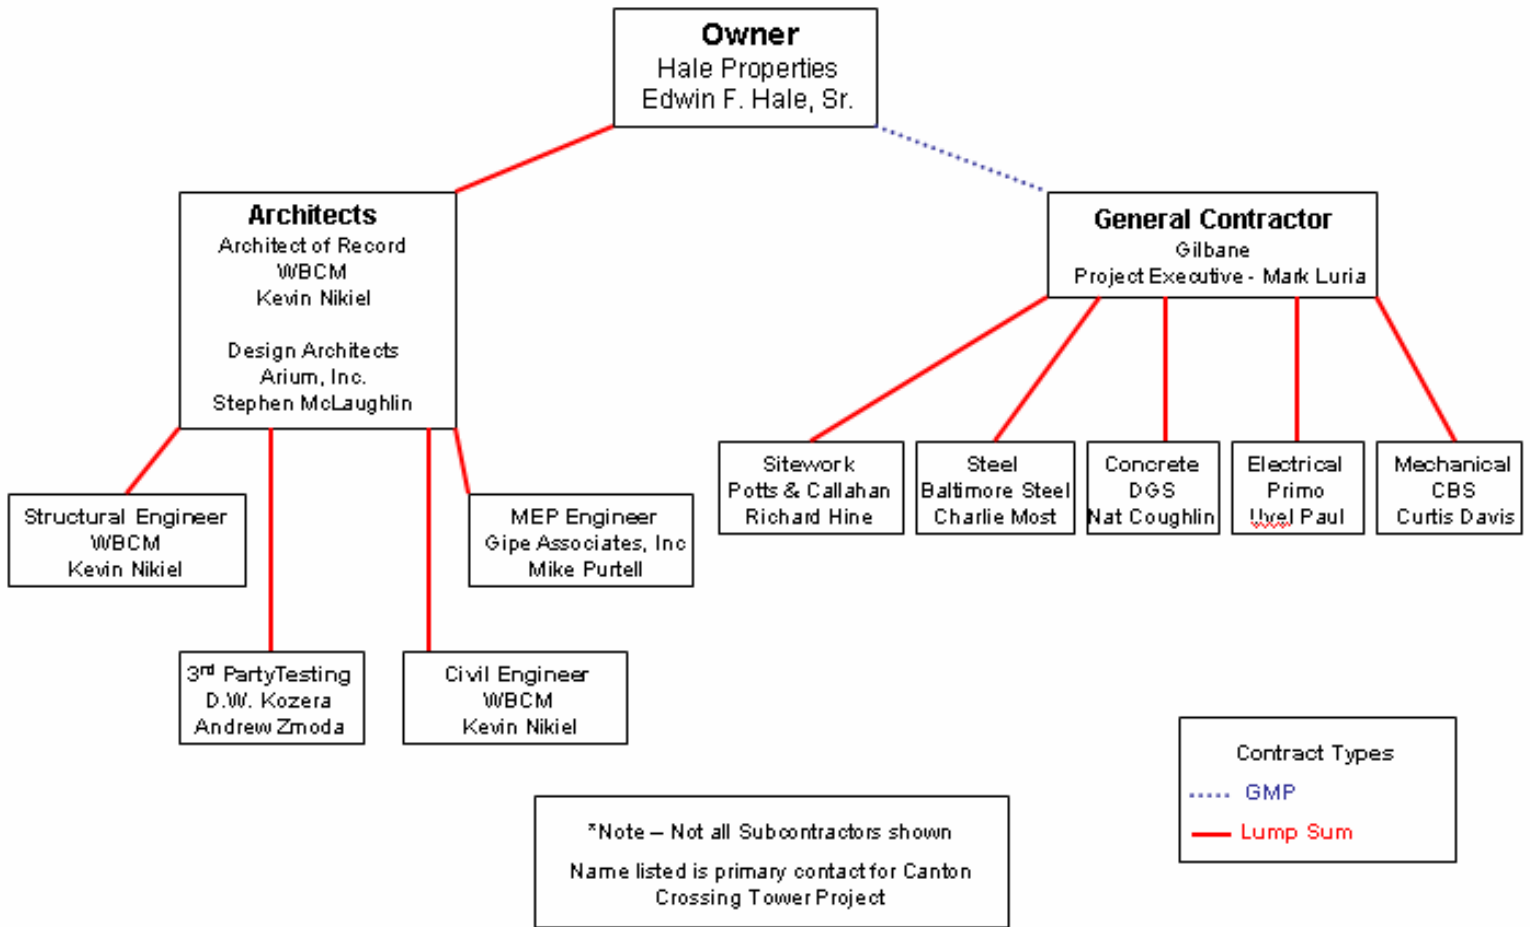 Owner
Hale Properties
Edwin F. Hale, Sr.
Architects
Architect of Record
WBCM
Kevin Nikiel
Design Architects
Arium, Inc.
Stephen McLaughlin
General Contractor
Gilbane
Project Executive - Mark Luria
Structural Engineer
WBCM
Kevin Nikiel
MEP Engineer
Gipe Associates, Inc
Mike Purtell
3rd PartyTesting
D.W. Kozera
Andrew Zmoda
Civil Engineer
WBCM
Kevin Nikiel
Sitework
Potts & Callahan
Richard Hine
Steel
Baltimore Steel
Charlie Most
Concrete
DGS
Nat Coughlin
Electrical
Primo
Uvel Paul
Mechanical
CBS
Curtis Davis
*Note – Not all Subcontractors shown
Name listed is primary contact for Canton
Crossing Tower Project
Contract Types
GMP
Lump Sum